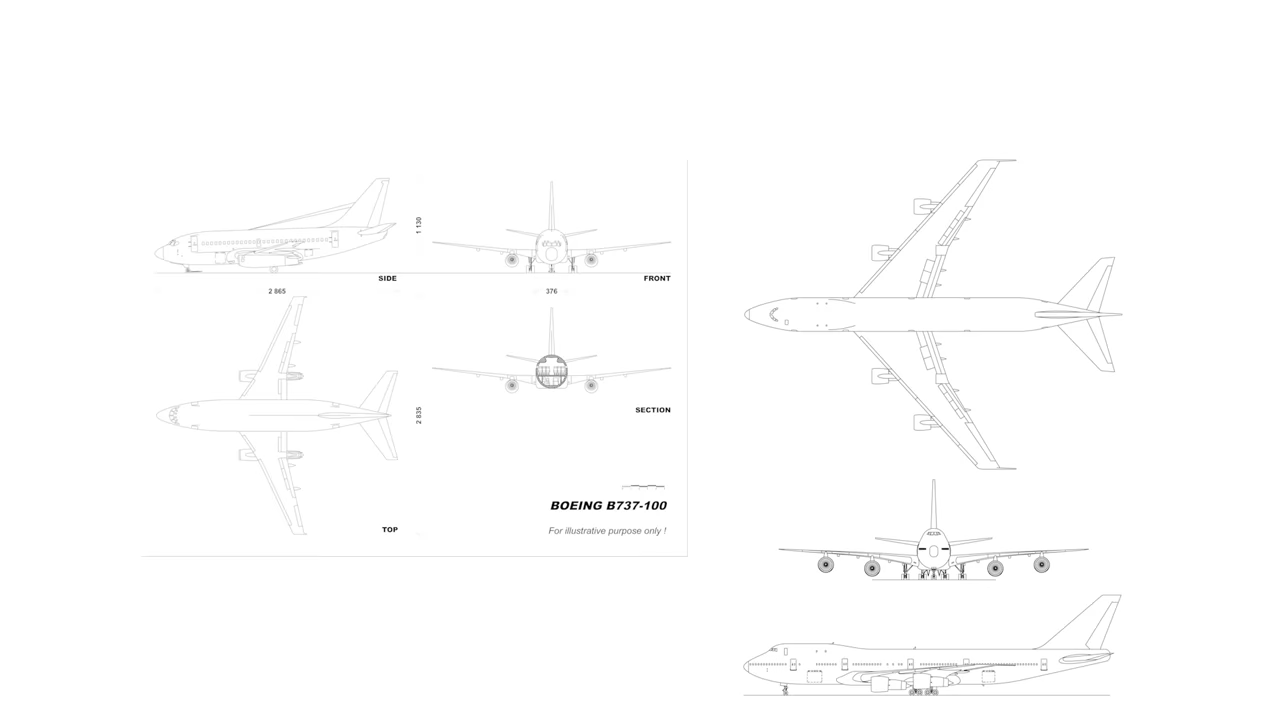 1 130
SIDE
FRONT
2 865
376
2 835
SECTION
BOEING B737-100
TOP
For illustrative purpose only !